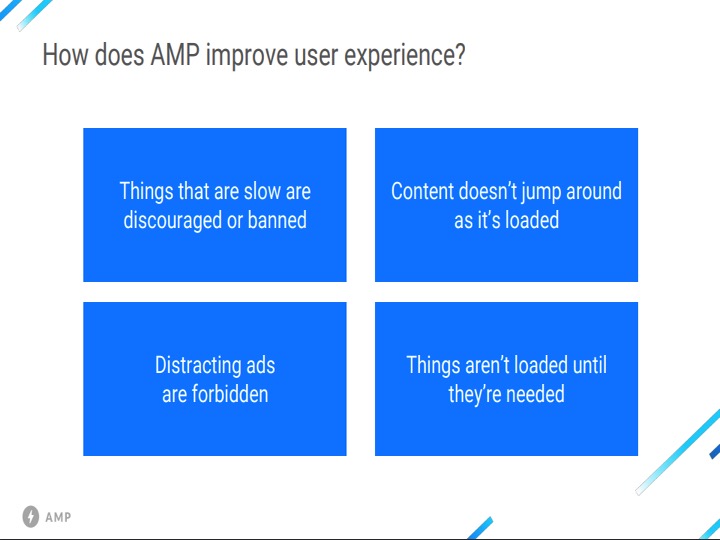 How does AMP improve user experience?
Things that are slow are
discouraged or banned
Content doesn’t jump around
as it’s loaded
Distracting ads
are forbidden
Things aren’t loaded until
they’re needed
AMP